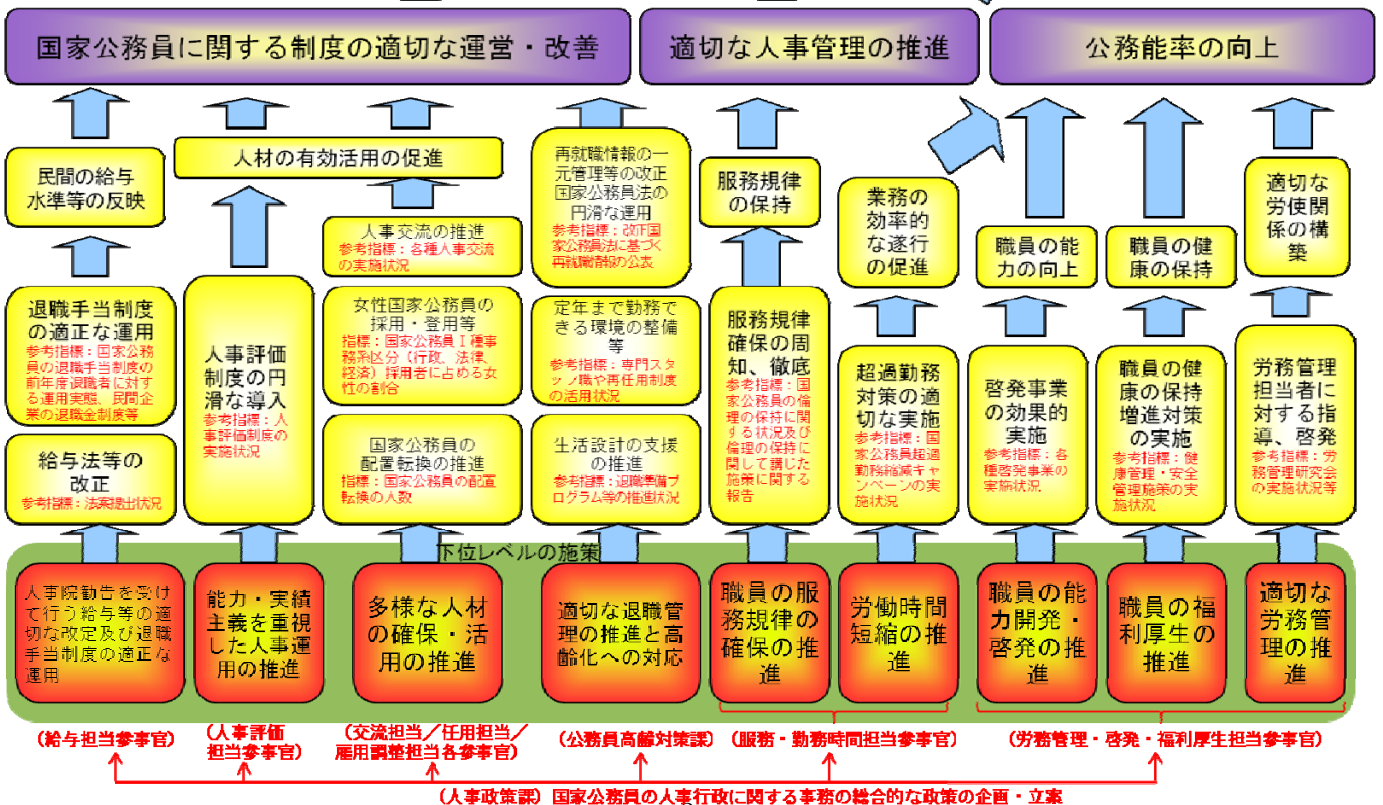 国家公務員に関する制度の適切な運営・改善
適切な人事管理の推進
公務能率の向上
民間の給与
水準等の反映
人材の有効活用の促進
再就職情報の一
元管理等の改正
国家公務員法の
円滑な運用
参考指標：改正国
家公務員法に基づく
再就職情報の公表
服務規律
の保持
業務の
効率的
な遂行
の促進
職員の能
力の向上
職員の健
康の保持
適切な
労使関
係の構
築
人事交流の推進
参考指標：各種人事交流
の実施状況
退職手当制度
の適正な運用
参考指標：国家公務
員の退職手当制度の
前年度退職者に対す
る運用実態、民間企
業の退職金制度等
給与法等の
改正
参考指標：法案提出状況
人事評価
制度の円
滑な導入
参考指標：人
事評価制度の
実施状況
女性国家公務員の
採用・登用等
指標：国家公務員Ⅰ種事
務系区分（行政、法律、
経済）採用者に占める女
性の割合
国家公務員の
配置転換の推進
指標：国家公務員の配置
転換の人数
定年まで勤務で
きる環境の整備
等
参考指標：専門スタ
ッフ職や再任用制度
の活用状況
生活設計の支援
の推進
参考指標：退職準備プ
ログラム等の推進状況
服務規律
確保の周
知、徹底
参考指標：国
家公務員の倫
理の保持に関
する状況及び
倫理の保持に
関して講じた
施策に関する
報告
超過勤務
対策の適
切な実施
参考指標：国
家公務員超過
勤務縮減キャ
ンペーンの実
施状況
啓発事業
の効果的
実施
参考指標：各
種啓発事業の
実施状況
職員の健
康の保持
増進対策
の実施
参考指標：健
康管理・安全
管理施策の実
施状況
労務管理
担当者に
対する指
導、啓発
参考指標：労
務管理研究会
の実施状況等
下位レベルの施策
人事院勧告を受け
て行う給与等の適
切な改定及び退職
手当制度の適正な
運用
能力・実績
主義を重視
した人事運
用の推進
多様な人材
の確保・活
用の推進
適切な退職管
理の推進と高
齢化への対応
職員の服
務規律の
確保の推
進
労働時間
短縮の推
進
職員の能
力開発・
啓発の推
進
職員の福
利厚生の
推進
適切な
労務管
理の推
進
（給与担当参事官）
（人事評価
担当参事官）
（交流担当／任用担当／
雇用調整担当各参事官）
（公務員高齢対策課）
（服務・勤務時間担当参事官）
（労務管理・啓発・福利厚生担当参事官）
（人事政策課）国家公務員の人事行政に関する事務の総合的な政策の企画・立案